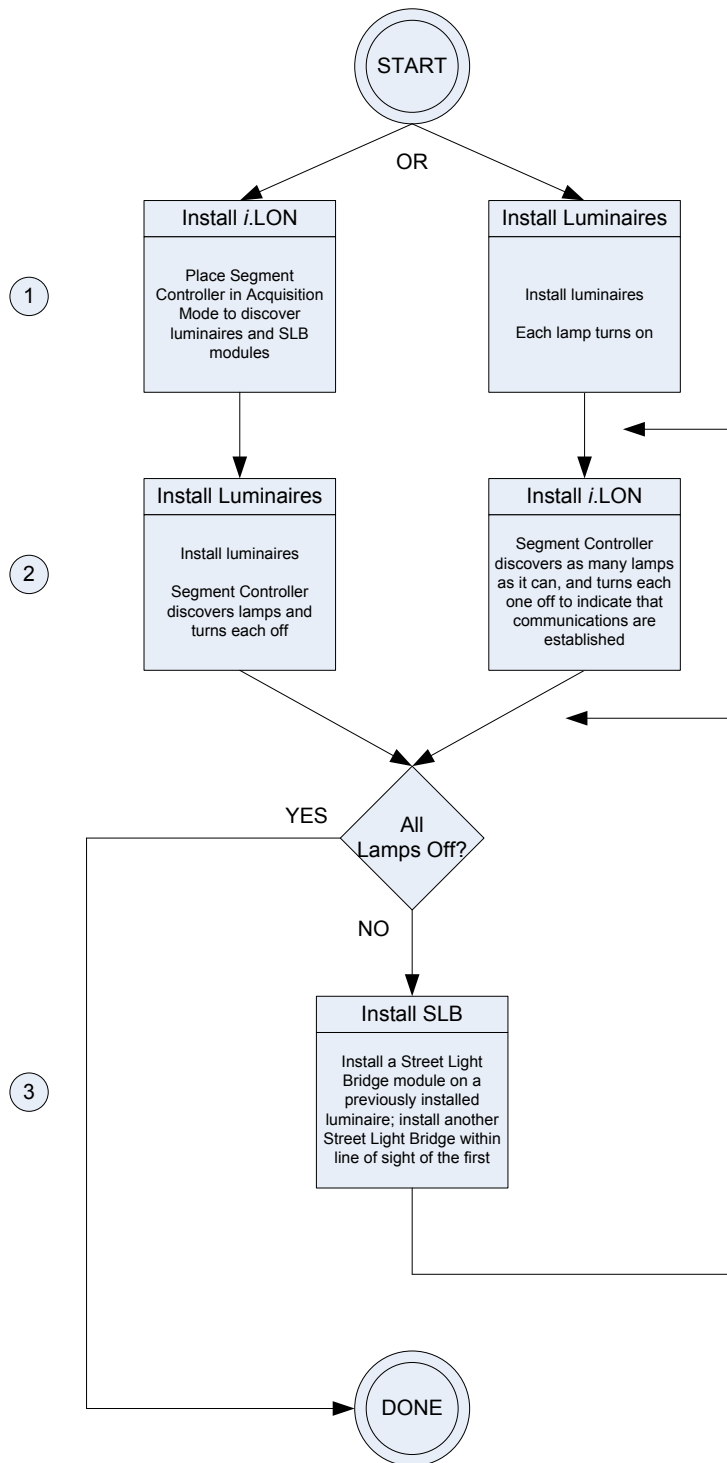 START
OR
1
Install i.LON
Place Segment
Controller in Acquisition
Mode to discover
luminaires and SLB
modules
Install Luminaires
Install luminaires
Each lamp turns on
2
Install Luminaires
Install luminaires
Segment Controller
discovers lamps and
turns each off
Install i.LON
Segment Controller
discovers as many lamps
as it can, and turns each
one off to indicate that
communications are
established
YES
All
Lamps Off?
NO
3
Install SLB
Install a Street Light
Bridge module on a
previously installed
luminaire; install another
Street Light Bridge within
line of sight of the first
DONE